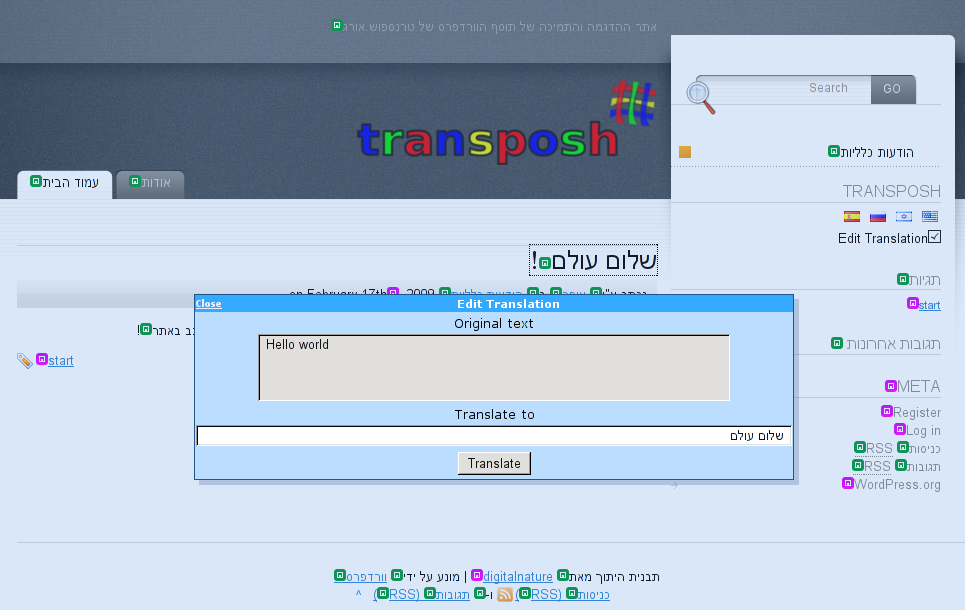 אתר ההדגמה והתמיכה של תוסף הוורדפרס של טרנספוש.אורג
Search
GO
transposh
הודעות כלליות
עמוד הבית
אודות
TRANSPOSH
Edit Translation
שלום עולם!
תגיות
start
on February 17th, 2009
Close
Edit Translation
Original text
Hello world
ב באתר!
start
תגובות אחרונות
META
Translate to
שלום עולם
Translate
Register
Log in
כניסות RSS
תגובות RSS
WordPress.org
תבנית היתוך מאת digitalnature | מונע על ידי וורדפרס
כניסות (RSS) ו- תגובות (RSS) ^